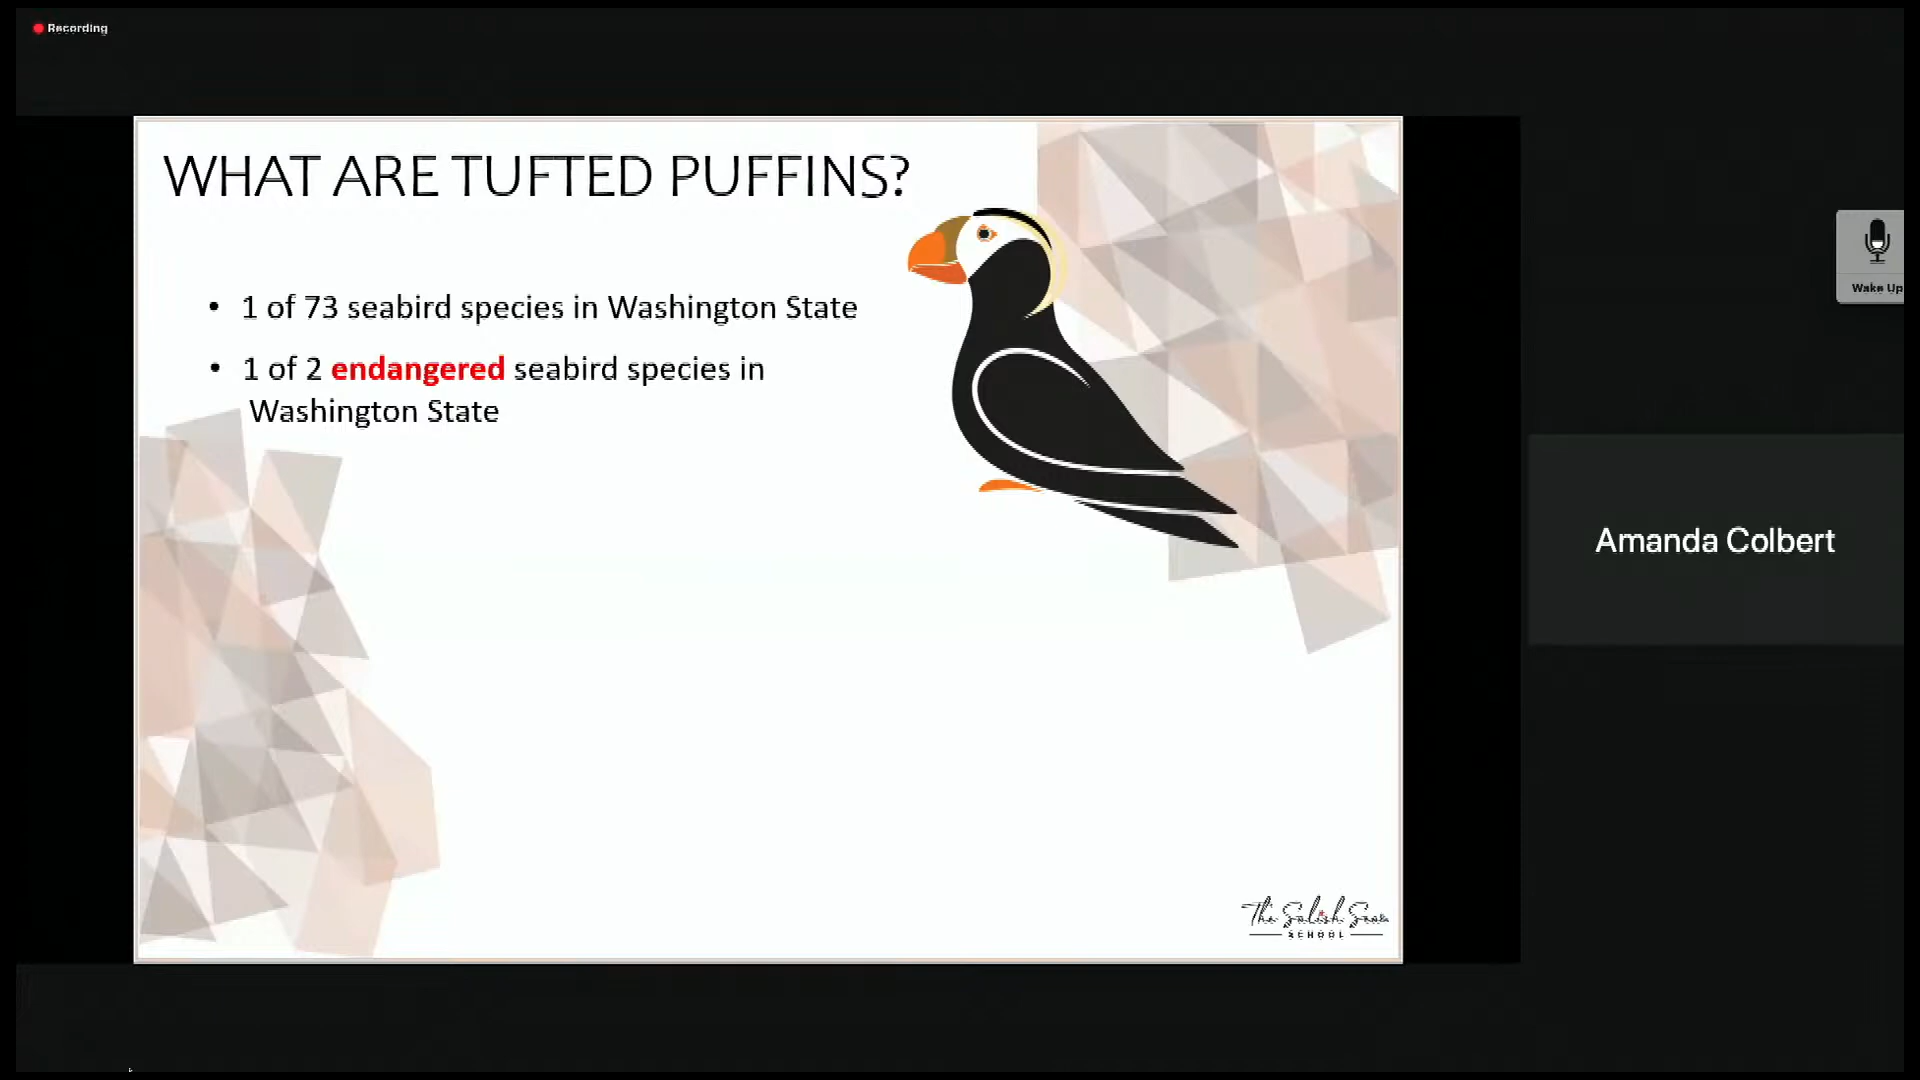 Recording
WHAT ARE TUFTED PUFFINS?
• 1 of 73 seabird species in Washington State
• 1 of 2 endangered seabird species in
Washington State
Wake Up
Amanda Colbert
The Salish Sea
SCHOOL